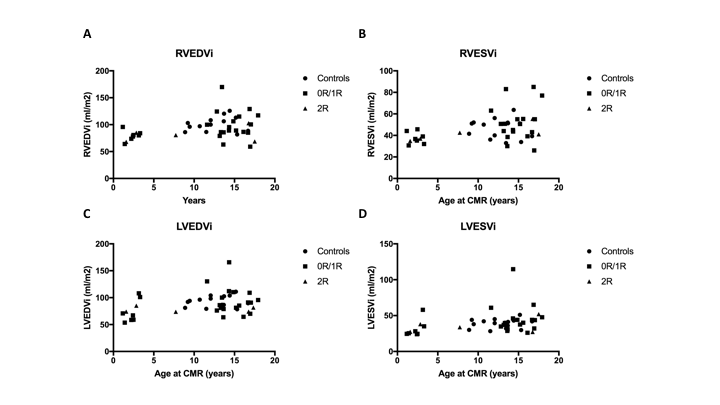 A
RVEDVi
200
150
100
50
0
RVEDVi (ml/m2)
0 5 10 15 20
Years
Controls
0R/1R
2R
B
RVESVi
100
80
60
40
20
0
RVESVi (ml/m2)
0 5 10 15 20
Age at CMR (years)
Controls
0R/1R
2R
C
LVEDVi
200
150
100
50
0
LVEDVi (ml/m2)
0 5 10 15 20
Age at CMR (years)
Controls
0R/1R
2R
D
LVESVi
150
100
50
0
LVESVi (ml/m2)
0 5 10 15 20
Age at CMR (years)
Controls
0R/1R
2R